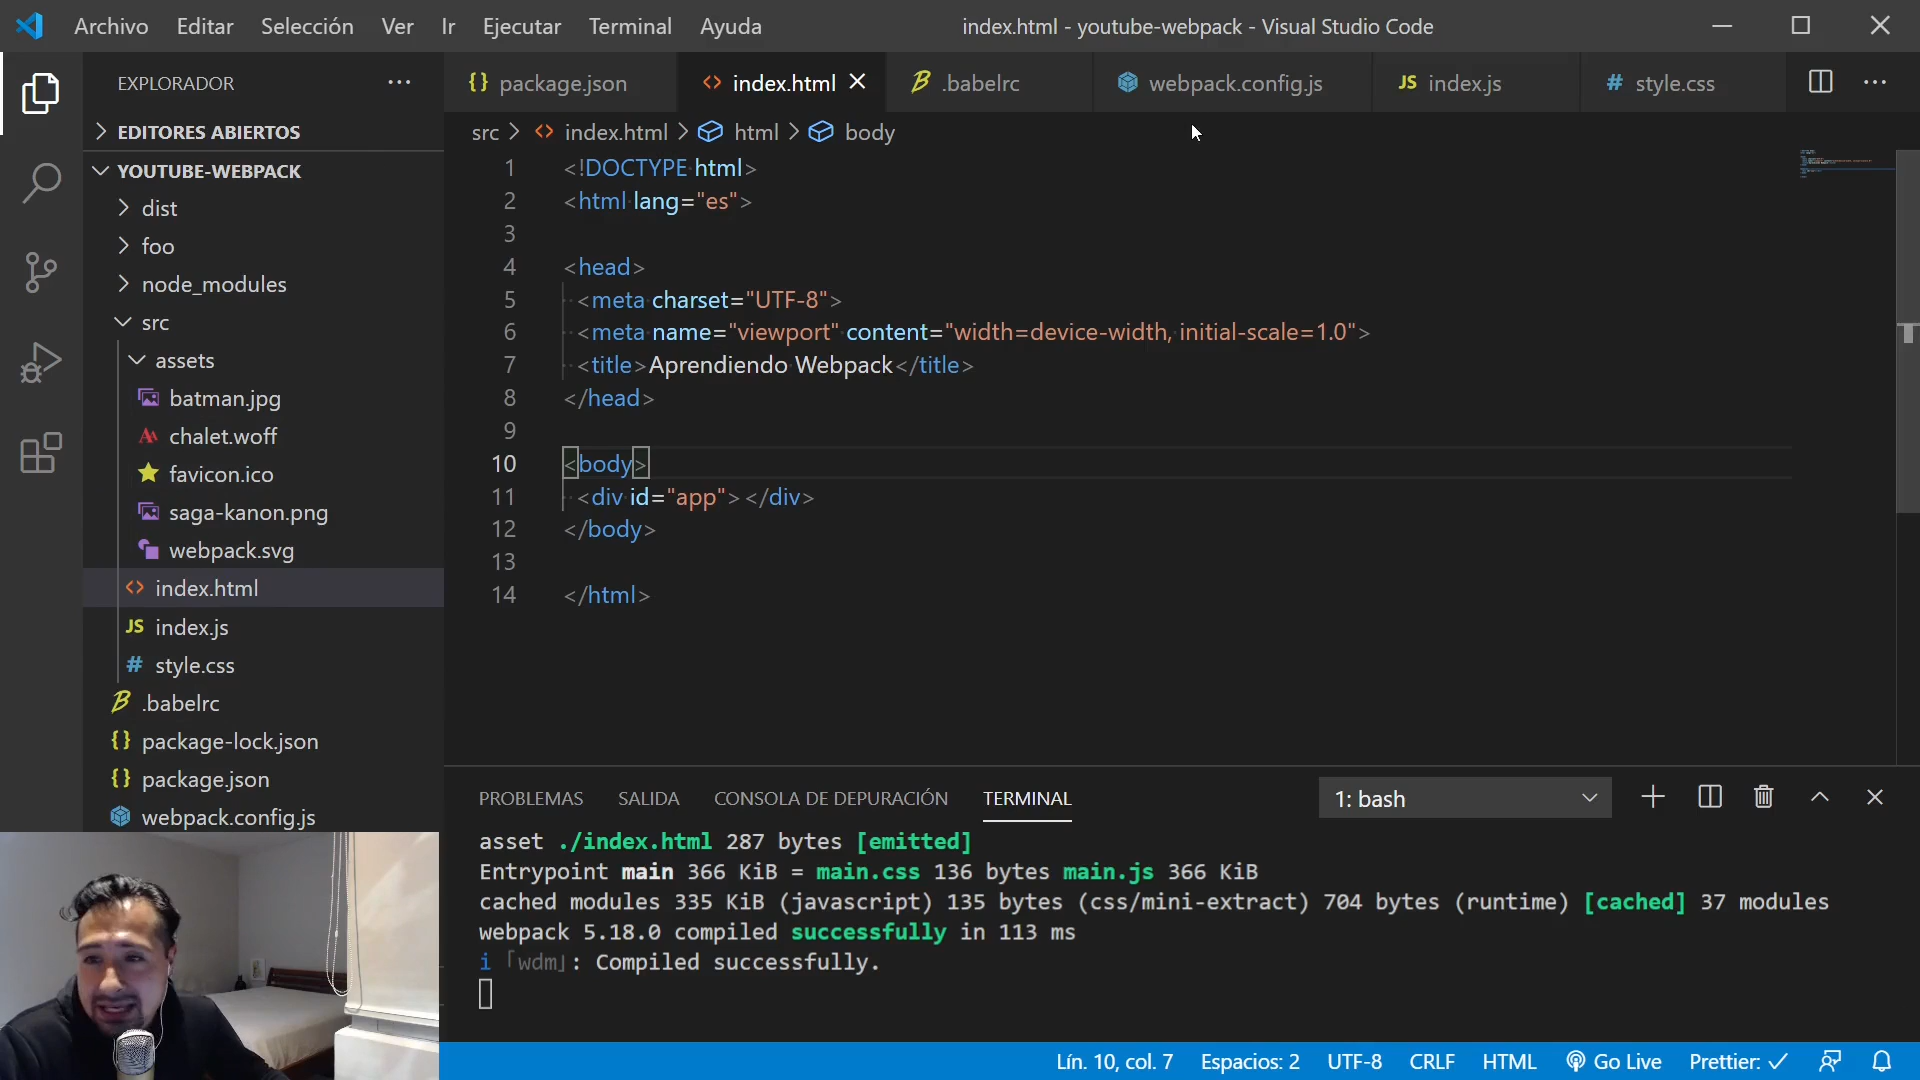 Archivo Editar Selección Ver Ir Ejecutar Terminal Ayuda index.html - youtube-webpack - Visual Studio Code
EXPLORADOR
{} package.json <> index.html .babelrc webpack.config.js JS index.js # style.css
EDITORES ABIERTOS
src > <> index.html > html > body
YOUTUBE-WEBPACK
dist
foo
node_modules
src
assets
batman.jpg
chalet.woff
favicon.ico
saga-kanon.png
webpack.svg
<> index.html
JS index.js
# style.css
.babelrc
{} package-lock.json
{} package.json
webpack.config.js
1 <!DOCTYPE html>
2 <html lang="es">
3
4 <head>
5 <meta charset="UTF-8">
6 <meta name="viewport" content="width=device-width, initial-scale=1.0">
7 <title>Aprendiendo Webpack</title>
8 </head>
9
10 <body>
11 <div id="app"></div>
12 </body>
13
14 </html>
PROBLEMAS SALIDA CONSOLA DE DEPURACIÓN TERMINAL 1: bash
asset ./index.html 287 bytes [emitted]
Entrypoint main 366 KiB = main.css 136 bytes main.js 366 KiB
cached modules 335 KiB (javascript) 135 bytes (css/mini-extract) 704 bytes (runtime) [cached] 37 modules
webpack 5.18.0 compiled successfully in 113 ms
i ｢wdm｣: Compiled successfully.
Lín. 10, col. 7 Espacios: 2 UTF-8 CRLF HTML Go Live Prettier: ✓